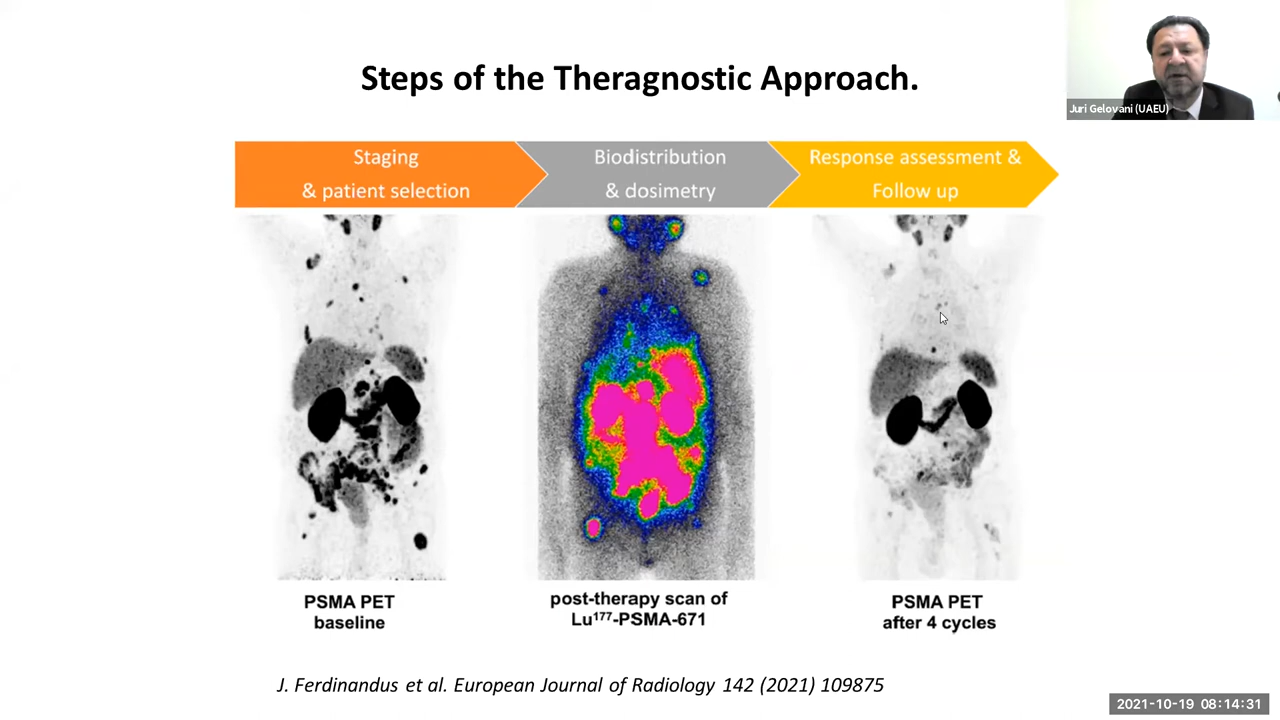 Steps of the Theragnostic Approach.
Juri Gelovani (UAEU)
Staging
& patient selection
Biodistribution
& dosimetry
Response assessment &
Follow up
PSMA PET
baseline
post-therapy scan of
Lu¹⁷⁷-PSMA-671
PSMA PET
after 4 cycles
J. Ferdinandus et al. European Journal of Radiology 142 (2021) 109875
2021-10-19 08:14:31